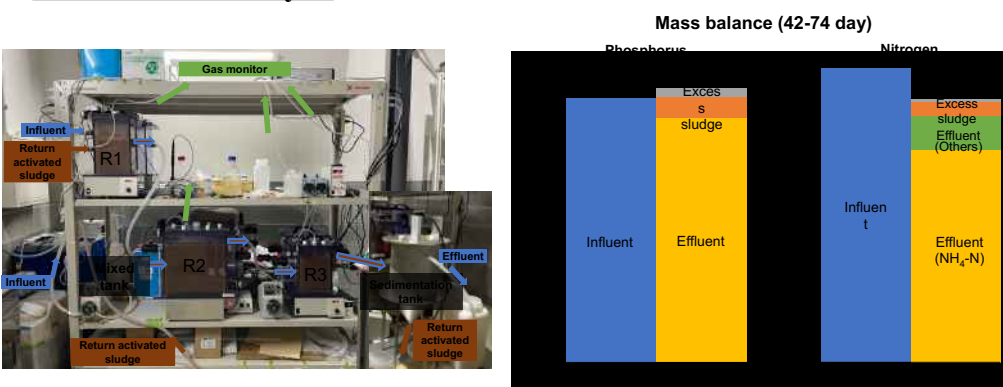 Mass balance (42-74 day)
Phosphorus
Nitrogen
Gas monitor
Influent
Return
activated
sludge
R1
R2
R3
Mixed
tank
Influent
Effluent
Sedimentation
tank
Return activated
sludge
Return
activated
sludge
Influent
Exces
s
sludge
Effluent
Influen
t
Excess
sludge
Effluent
(Others)
Effluent
(NH₄-N)